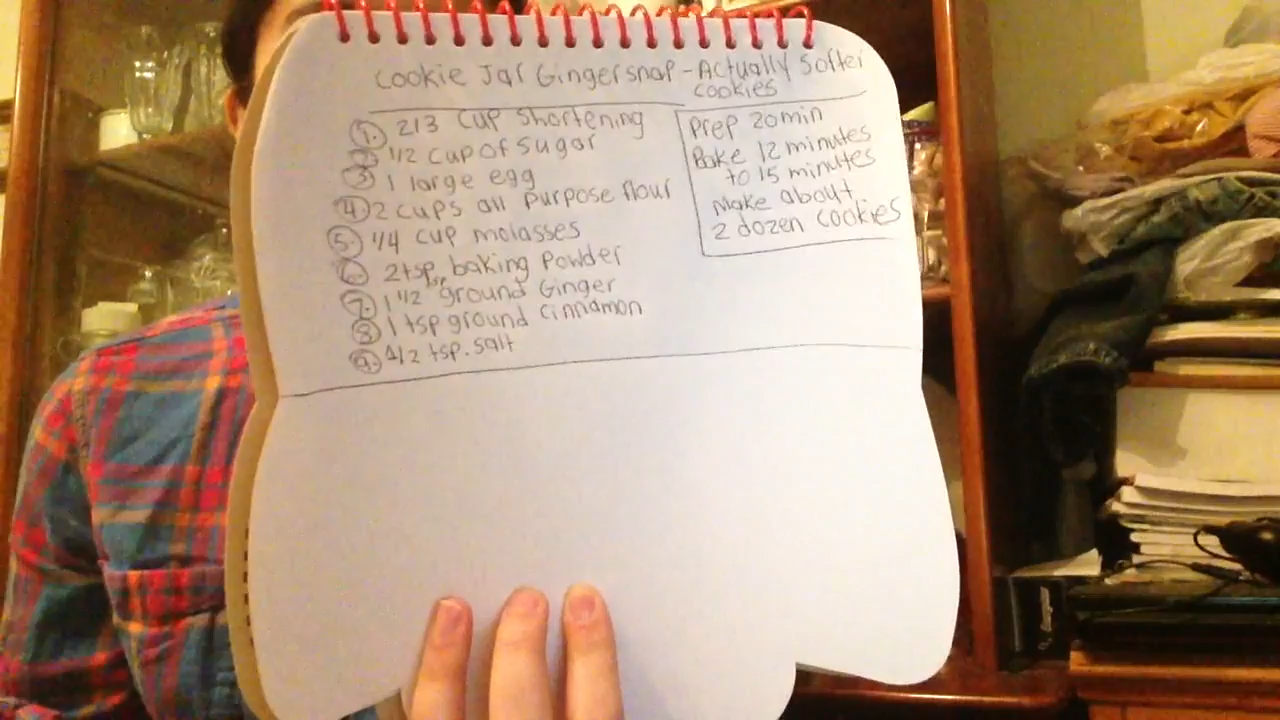 Cookie Jar Gingersnap - Actually Softer
cookies
1. 2/3 cup shortening
2. 1/2 cup of sugar
3. 1 large egg
4. 2 cups all purpose flour
5. 1/4 cup molasses
6. 2 tsp. baking powder
7. 1 1/2 tsp ground Ginger
8. 1 tsp ground cinnamon
9. 1/2 tsp. salt
Prep 20min
Bake 12 minutes
to 15 minutes
Make about
2 dozen cookies